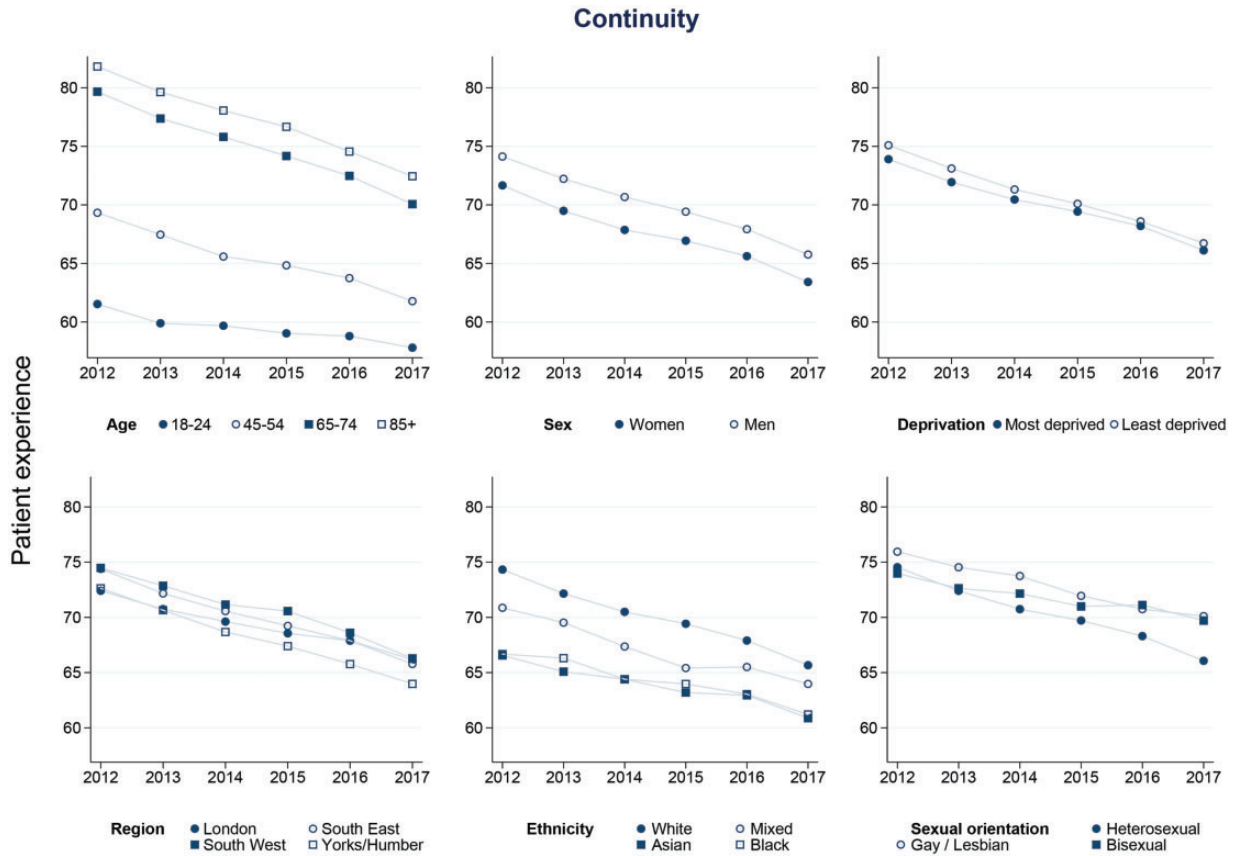 Continuity
Patient experience
80
75
70
65
60
2012 2013 2014 2015 2016 2017
Age 18-24 45-54 65-74 85+
80
75
70
65
60
2012 2013 2014 2015 2016 2017
Sex Women Men
80
75
70
65
60
2012 2013 2014 2015 2016 2017
Deprivation Most deprived Least deprived
80
75
70
65
60
2012 2013 2014 2015 2016 2017
Region London South East
South West Yorks/Humber
80
75
70
65
60
2012 2013 2014 2015 2016 2017
Ethnicity White Mixed
Asian Black
80
75
70
65
60
2012 2013 2014 2015 2016 2017
Sexual orientation Heterosexual
Gay / Lesbian Bisexual